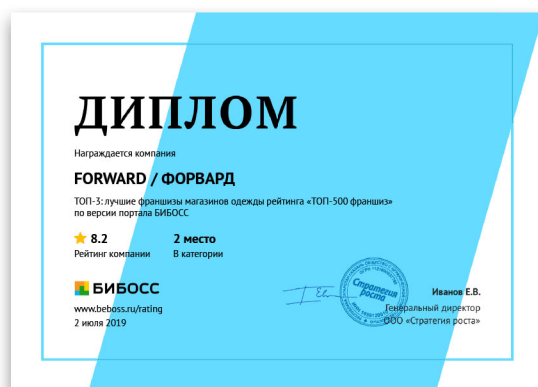 ДИПЛОМ
Награждается компания
FORWARD / ФОРВАРД
ТОП-3: лучшие франшизы магазинов одежды рейтинга «ТОП-500 франшиз»
по версии портала БИБОСС
8.2
2 место
Рейтинг компании
В категории
БИБОСС
www.beboss.ru/rating
2 июля 2019
Стратегия
роста
Иванов Е.В.
Генеральный директор
ООО «Стратегия роста»